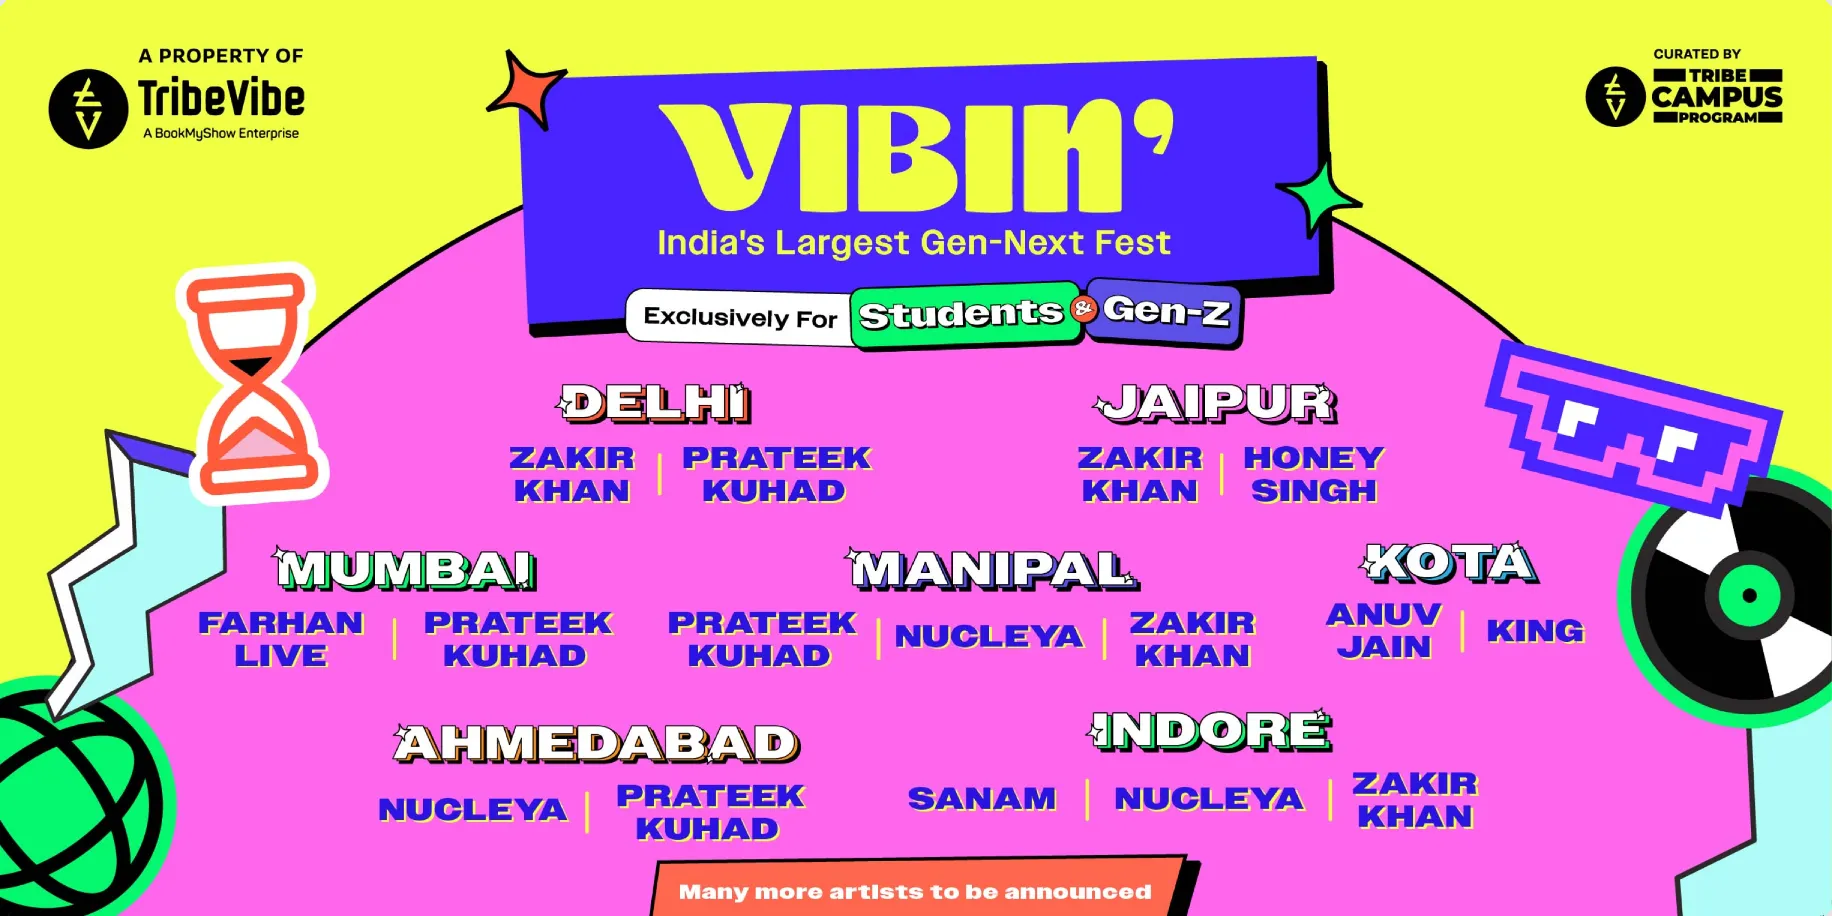 A PROPERTY OF
TribeVibe
A BookMyShow Enterprise
CURATED BY
TRIBE
CAMPUS
PROGRAM
VIBIN'
India's Largest Gen-Next Fest
Exclusively For Students & Gen-Z
DELHI
ZAKIR
KHAN
PRATEEK
KUHAD
JAIPUR
ZAKIR
KHAN
HONEY
SINGH
MUMBAI
FARHAN
LIVE
PRATEEK
KUHAD
MANIPAL
PRATEEK
KUHAD
NUCLEYA
ZAKIR
KHAN
KOTA
ANUV
JAIN
KING
AHMEDABAD
NUCLEYA
PRATEEK
KUHAD
INDORE
SANAM
NUCLEYA
ZAKIR
KHAN
Many more artists to be announced